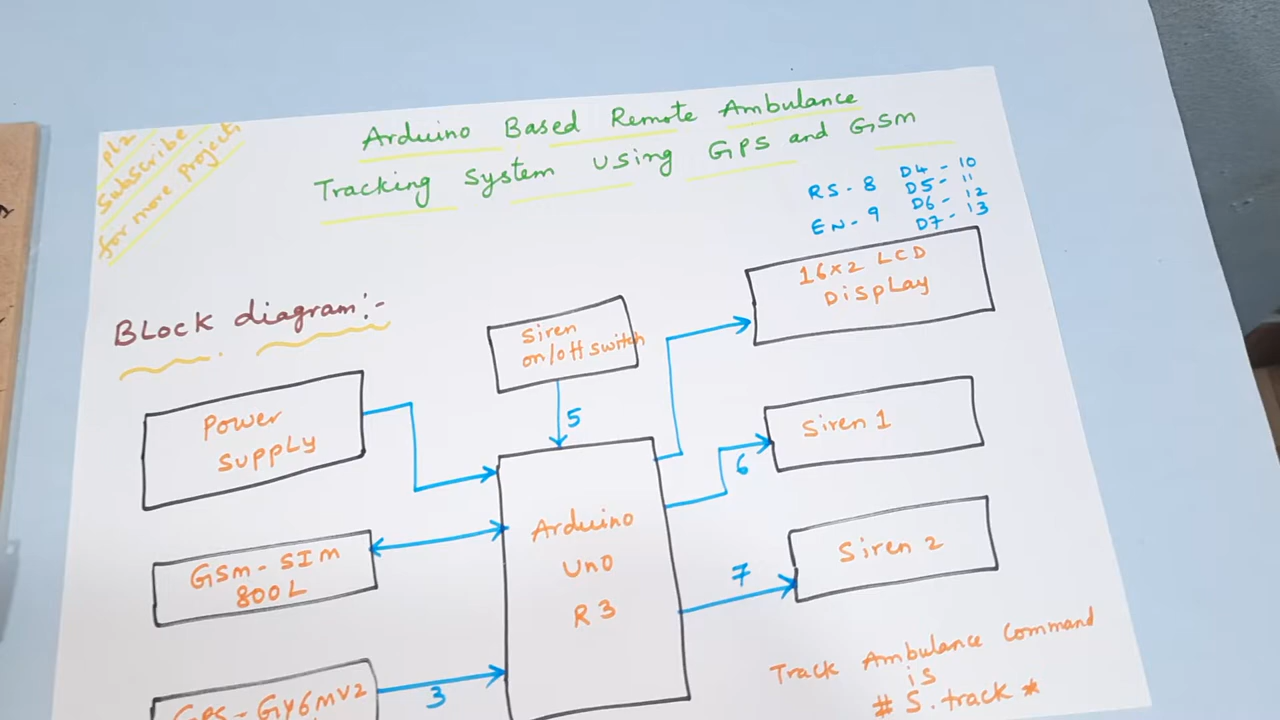 plz
Subscribe
for more Projects
Arduino Based Remote Ambulance
Tracking System using GPS and GSM
RS - 8
EN - 9
D4 - 10
D5 - 11
D6 - 12
D7 - 13
Block diagram:-
Siren
on/off switch
16x2 LCD
Display
5
Power
Supply
Siren 1
6
GSM - SIM
800L
Arduino
UNO
R3
Siren 2
7
GPS - GY6MV2
3
Track Ambulance Command
is
# S.track *